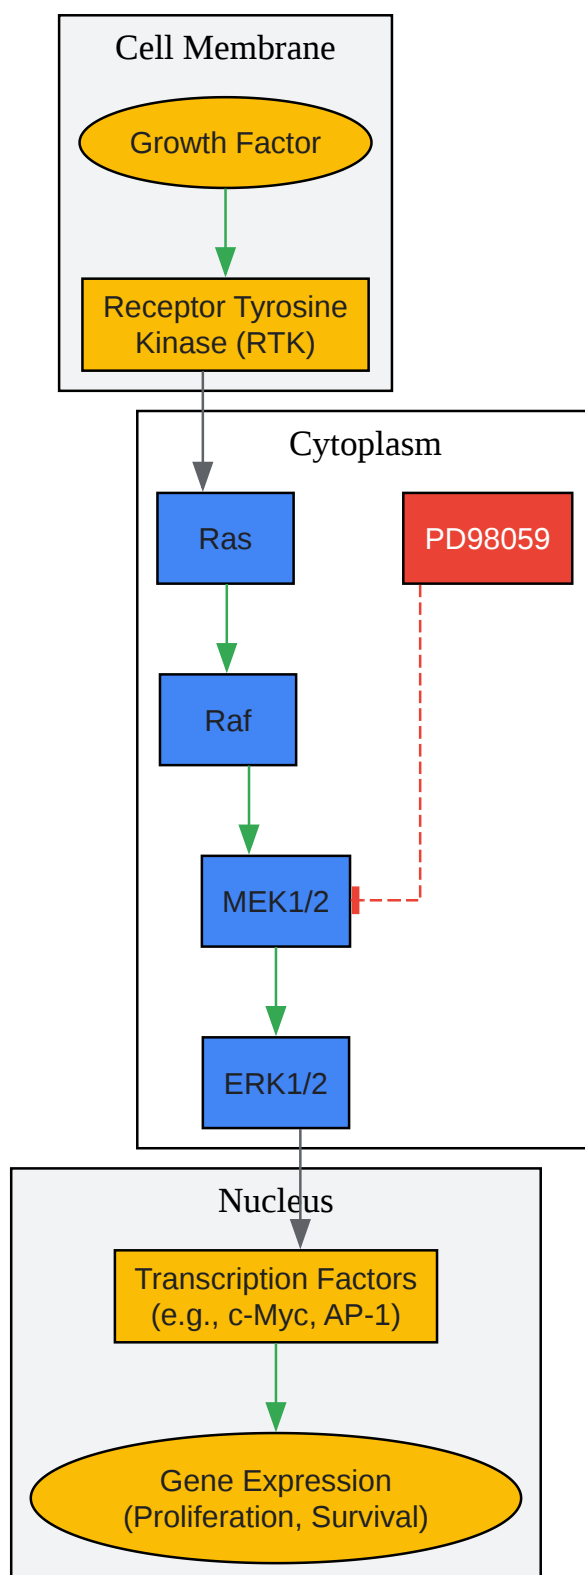 Cell Membrane
Growth Factor
Receptor Tyrosine
Kinase (RTK)
Cytoplasm
Ras
PD98059
Raf
MEK1/2
ERK1/2
Nucleus
Transcription Factors
(e.g., c-Myc, AP-1)
Gene Expression
(Proliferation, Survival)